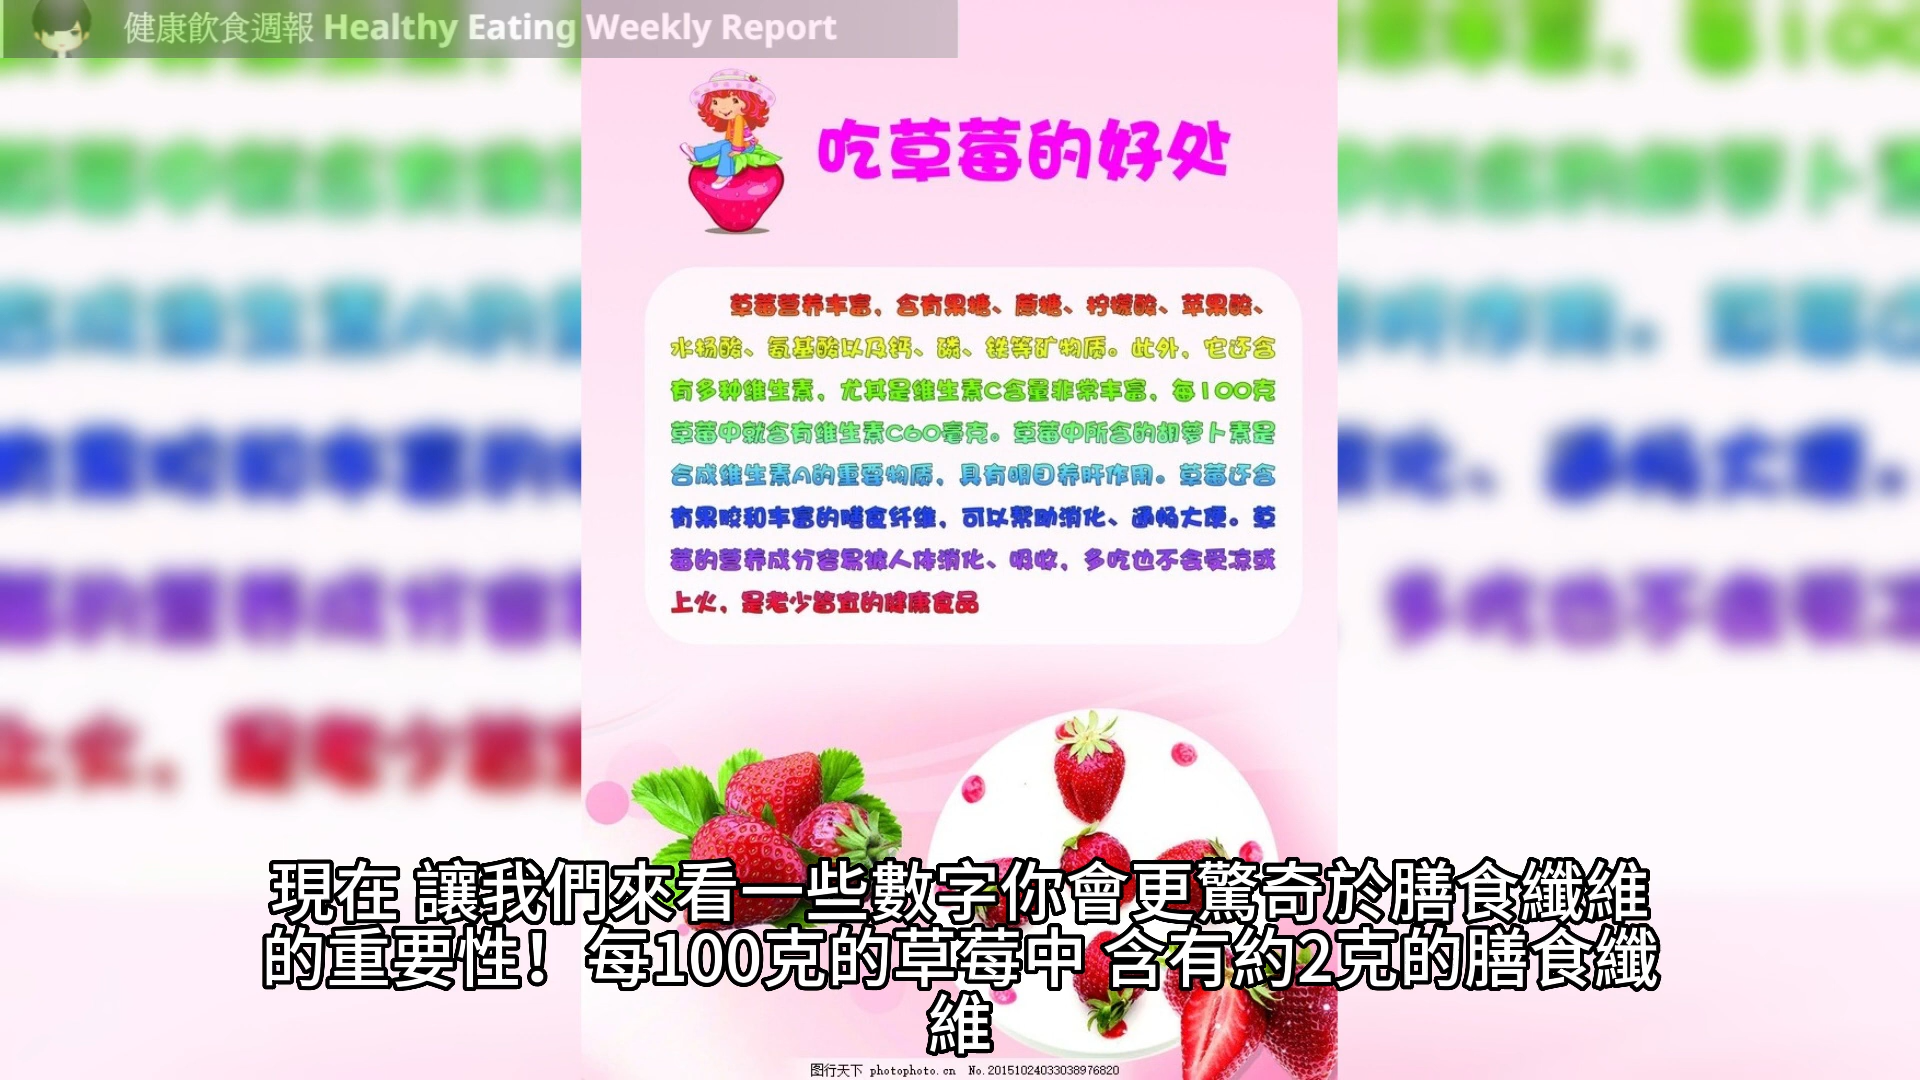 健康飲食週報 Healthy Eating Weekly Report
吃草莓的好处
草莓营养丰富，含有果糖、蔗糖、柠檬酸、苹果酸、
水杨酸、氨基酸以及钙、磷、铁等矿物质。此外，它还含
有多种维生素，尤其是维生素C含量非常丰富，每100克
草莓中就含有维生素C60毫克。草莓中所含的胡萝卜素是
合成维生素A的重要物质，具有明目养肝作用。草莓还含
有果胶和丰富的膳食纤维，可以帮助消化、通畅大便。草
莓的营养成分容易被人体消化、吸收，多吃也不会受凉或
上火，是老少皆宜的健康食品
現在 讓我們來看一些數字你會更驚奇於膳食纖維
的重要性！每100克的草莓中 含有約2克的膳食纖
維
图行天下 photophoto.cn No.20151024033038976820